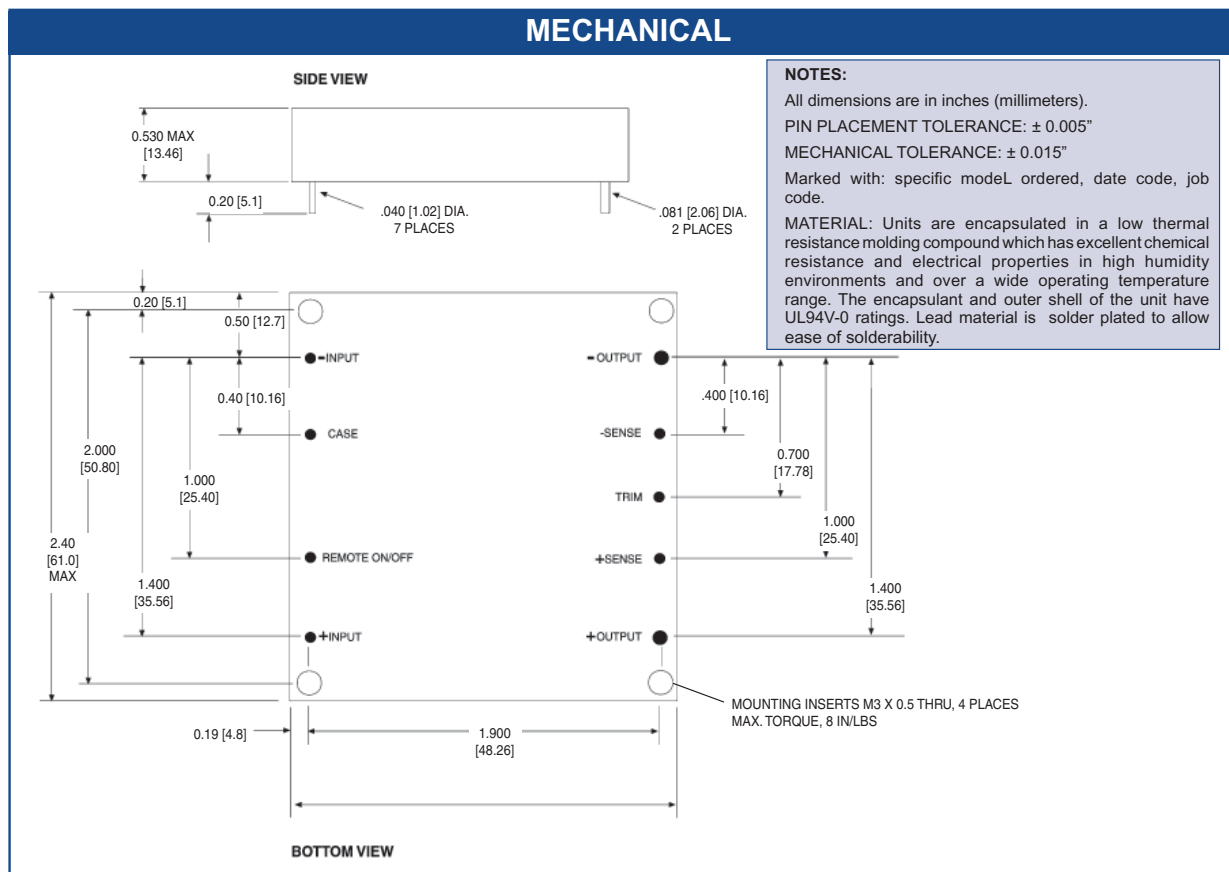 MECHANICAL
SIDE VIEW
0.530 MAX
[13.46]
0.20 [5.1]
.040 [1.02] DIA.
7 PLACES
.081 [2.06] DIA.
2 PLACES
NOTES:
All dimensions are in inches (millimeters).
PIN PLACEMENT TOLERANCE: ± 0.005”
MECHANICAL TOLERANCE: ± 0.015”
Marked with: specific modeL ordered, date code, job
code.
MATERIAL: Units are encapsulated in a low thermal
resistance molding compound which has excellent chemical
resistance and electrical properties in high humidity
environments and over a wide operating temperature
range. The encapsulant and outer shell of the unit have
UL94V-0 ratings. Lead material is solder plated to allow
ease of solderability.
0.20 [5.1]
0.50 [12.7]
-INPUT
-OUTPUT
0.40 [10.16]
.400 [10.16]
CASE
-SENSE
2.000
[50.80]
0.700
[17.78]
1.000
[25.40]
TRIM
1.000
[25.40]
2.40
[61.0]
MAX
REMOTE ON/OFF
+SENSE
1.400
[35.56]
1.400
[35.56]
+INPUT
+OUTPUT
MOUNTING INSERTS M3 X 0.5 THRU, 4 PLACES
MAX. TORQUE, 8 IN/LBS
0.19 [4.8]
1.900
[48.26]
BOTTOM VIEW